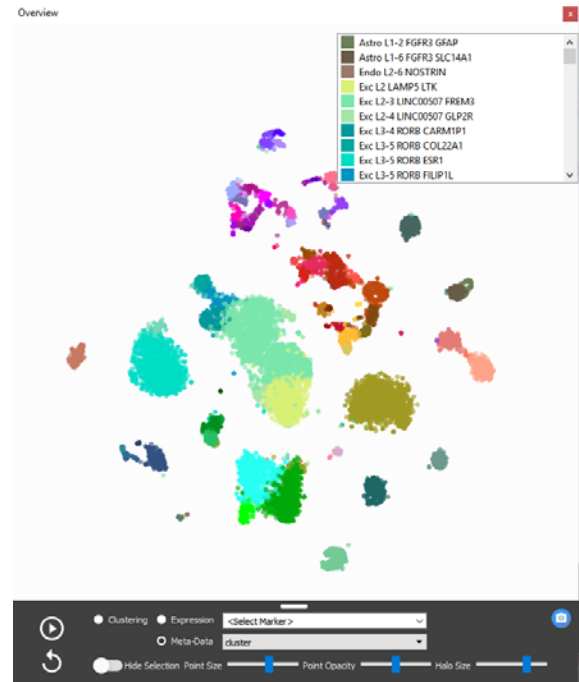 Overview
x
Astro L1-2 FGFR3 GFAP
Astro L1-6 FGFR3 SLC14A1
Endo L2-6 NOSTRIN
Exc L2 LAMP5 LTK
Exc L2-3 LINC00507 FREM3
Exc L2-4 LINC00507 GLP2R
Exc L3-4 RORB CARM1P1
Exc L3-5 RORB COL22A1
Exc L3-5 RORB ESR1
Exc L3-5 RORB FILIP1L
Clustering Expression <Select Marker>
Meta-Data cluster
Hide Selection Point Size Point Opacity Halo Size